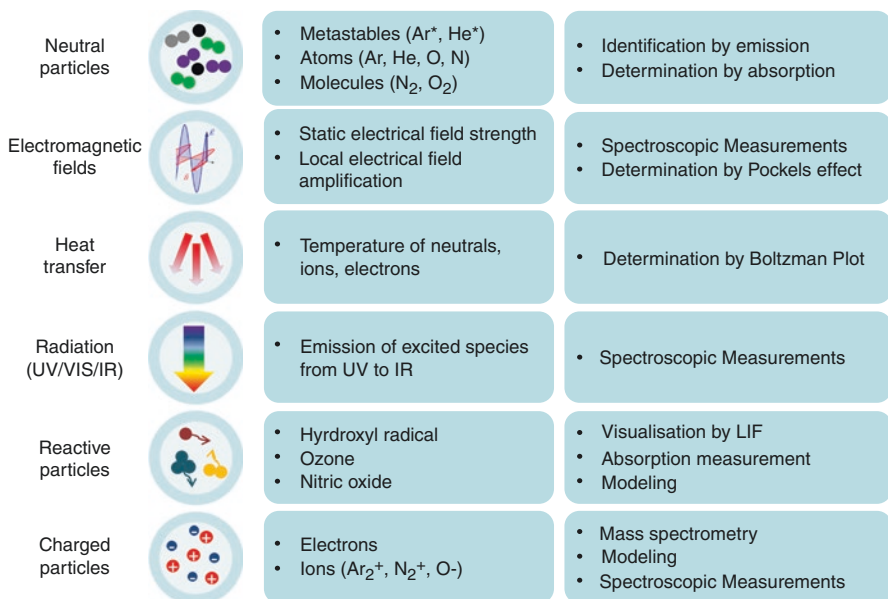 Neutral
particles
• Metastables (Ar*, He*)
• Atoms (Ar, He, O, N)
• Molecules (N₂, O₂)
• Identification by emission
• Determination by absorption
Electromagnetic
fields
• Static electrical field strength
• Local electrical field
amplification
• Spectroscopic Measurements
• Determination by Pockels effect
Heat
transfer
• Temperature of neutrals,
ions, electrons
• Determination by Boltzman Plot
Radiation
(UV/VIS/IR)
• Emission of excited species
from UV to IR
• Spectroscopic Measurements
Reactive
particles
• Hyrdroxyl radical
• Ozone
• Nitric oxide
• Visualisation by LIF
• Absorption measurement
• Modeling
Charged
particles
• Electrons
• Ions (Ar₂⁺, N₂⁺, O-)
• Mass spectrometry
• Modeling
• Spectroscopic Measurements